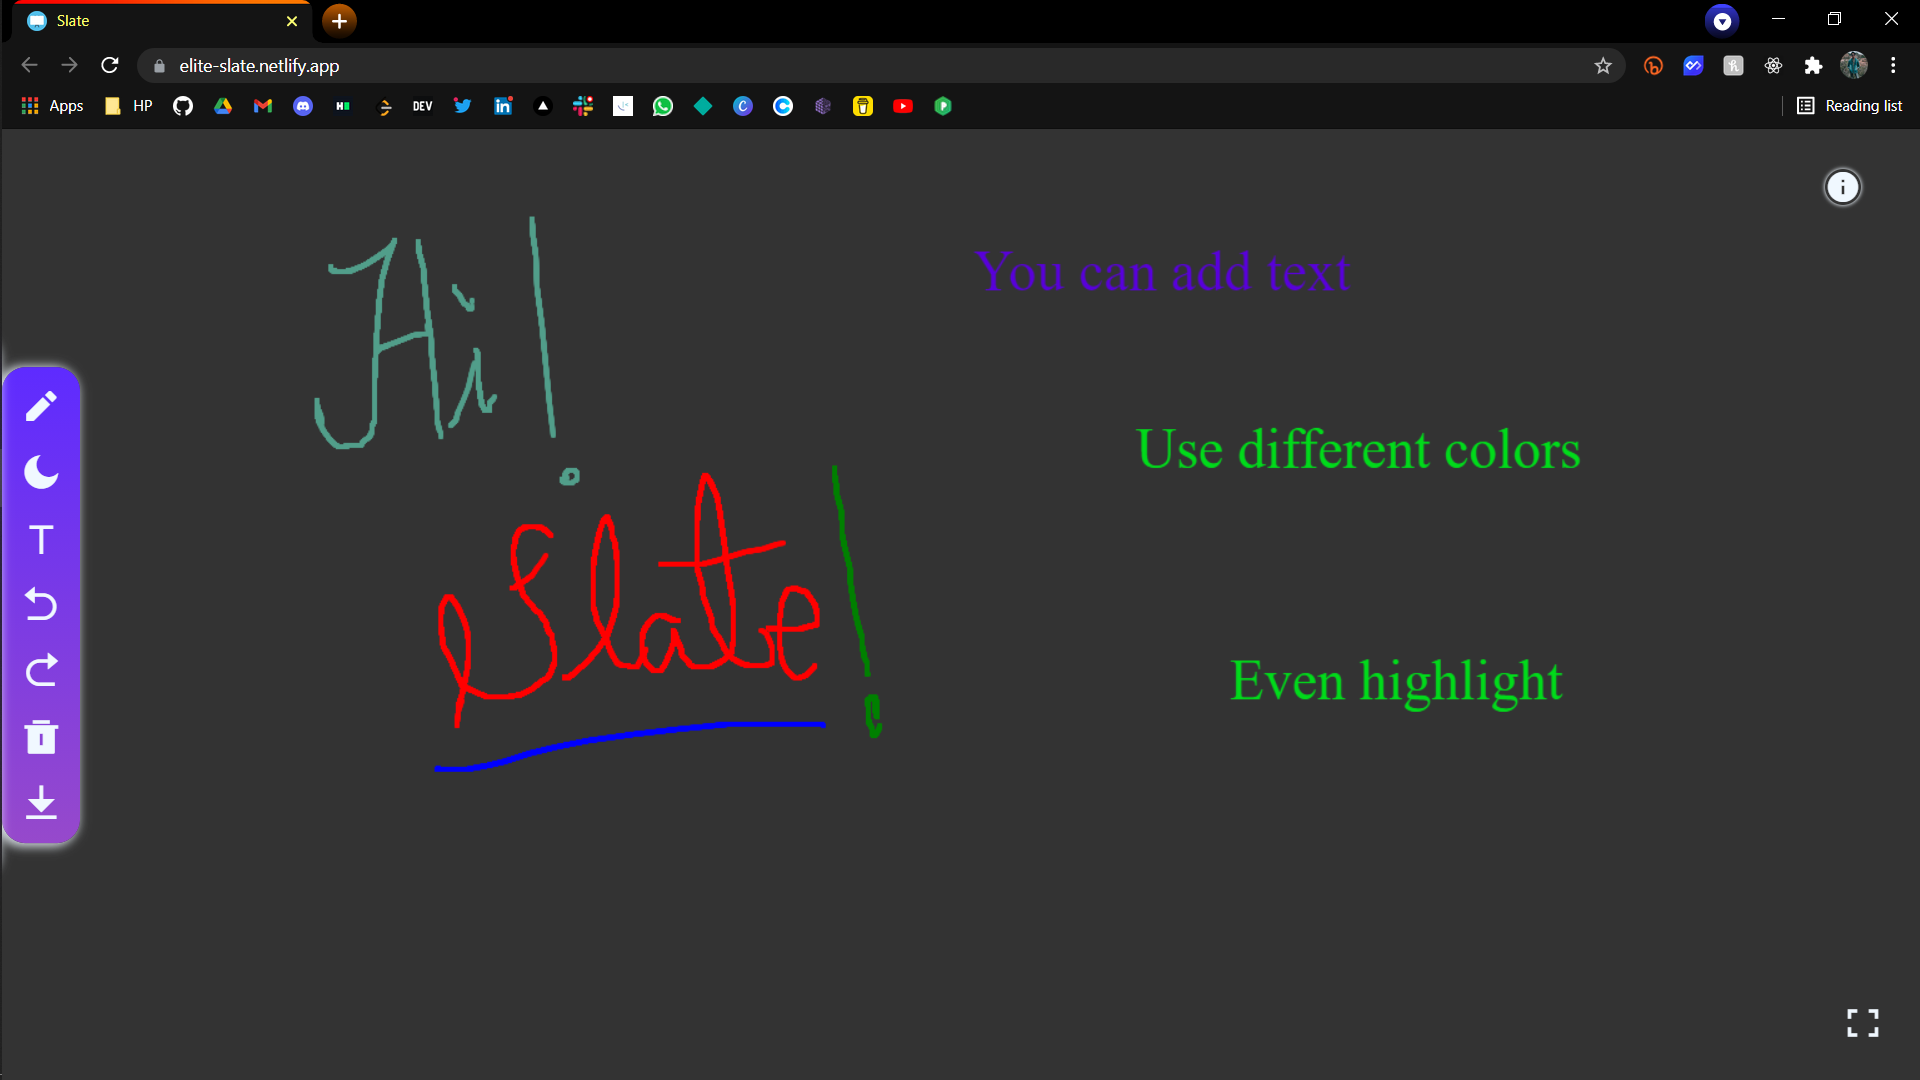 Slate
elite-slate.netlify.app
Apps
HP
DEV
Reading list
Hi!
You can add text
Use different colors
Slate!
Even highlight
T